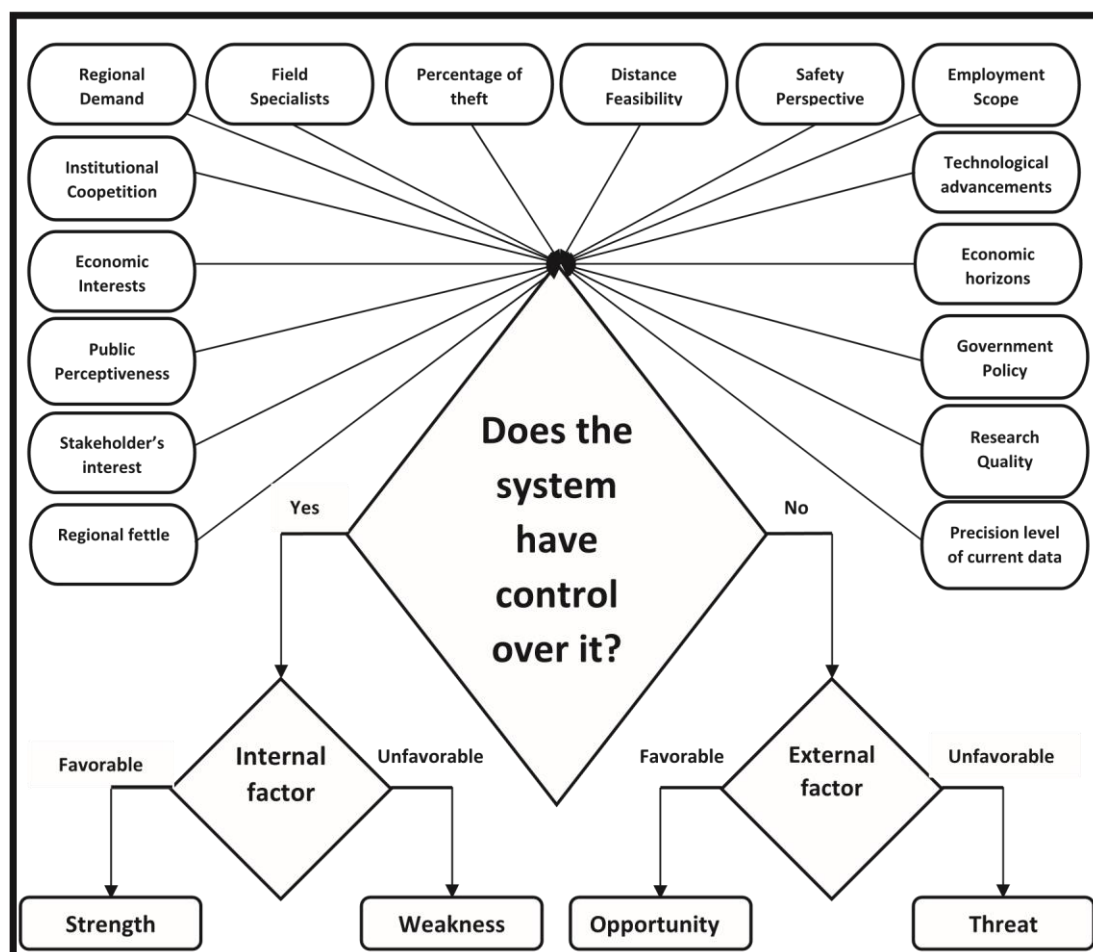 Regional
Demand
Field
Specialists
Percentage of
theft
Distance
Feasibility
Safety
Perspective
Employment
Scope
Institutional
Coopetition
Technological
advancements
Economic
Interests
Economic
horizons
Public
Perceptiveness
Government
Policy
Stakeholder's
interest
Research
Quality
Regional fettle
Precision level
of current data
Does the
system
have
control
over it?
Yes
No
Internal
factor
Favorable
Unfavorable
External
factor
Favorable
Unfavorable
Strength
Weakness
Opportunity
Threat